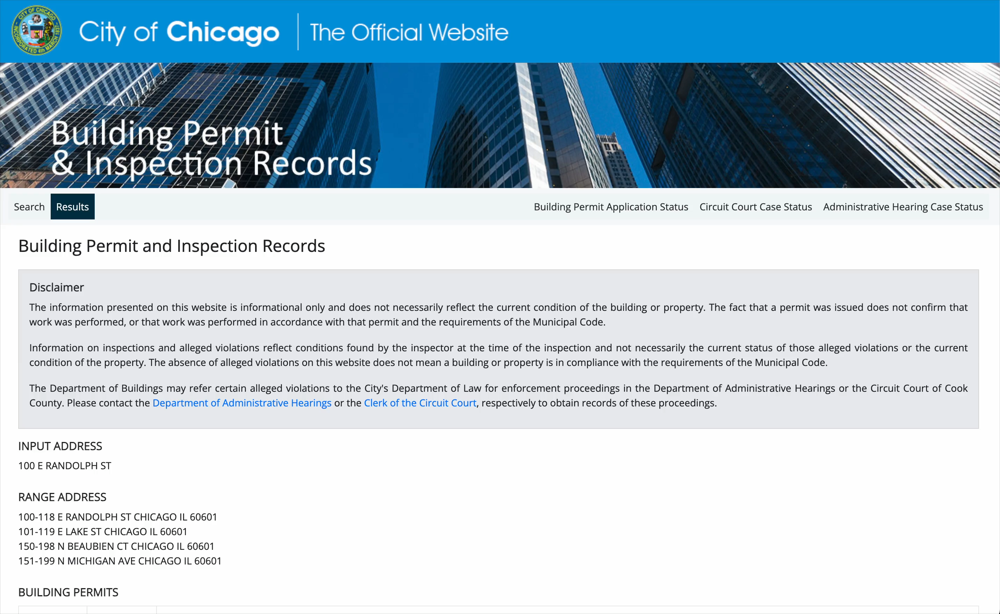 CITY OF CHICAGO
INCORPORATED 4th MARCH 1837
City of Chicago | The Official Website
Building Permit
& Inspection Records
Search Results Building Permit Application Status Circuit Court Case Status Administrative Hearing Case Status
Building Permit and Inspection Records
Disclaimer
The information presented on this website is informational only and does not necessarily reflect the current condition of the building or property. The fact that a permit was issued does not confirm that
work was performed, or that work was performed in accordance with that permit and the requirements of the Municipal Code.
Information on inspections and alleged violations reflect conditions found by the inspector at the time of the inspection and not necessarily the current status of those alleged violations or the current
condition of the property. The absence of alleged violations on this website does not mean a building or property is in compliance with the requirements of the Municipal Code.
The Department of Buildings may refer certain alleged violations to the City's Department of Law for enforcement proceedings in the Department of Administrative Hearings or the Circuit Court of Cook
County. Please contact the Department of Administrative Hearings or the Clerk of the Circuit Court, respectively to obtain records of these proceedings.
INPUT ADDRESS
100 E RANDOLPH ST
RANGE ADDRESS
100-118 E RANDOLPH ST CHICAGO IL 60601
101-119 E LAKE ST CHICAGO IL 60601
150-198 N BEAUBIEN CT CHICAGO IL 60601
151-199 N MICHIGAN AVE CHICAGO IL 60601
BUILDING PERMITS